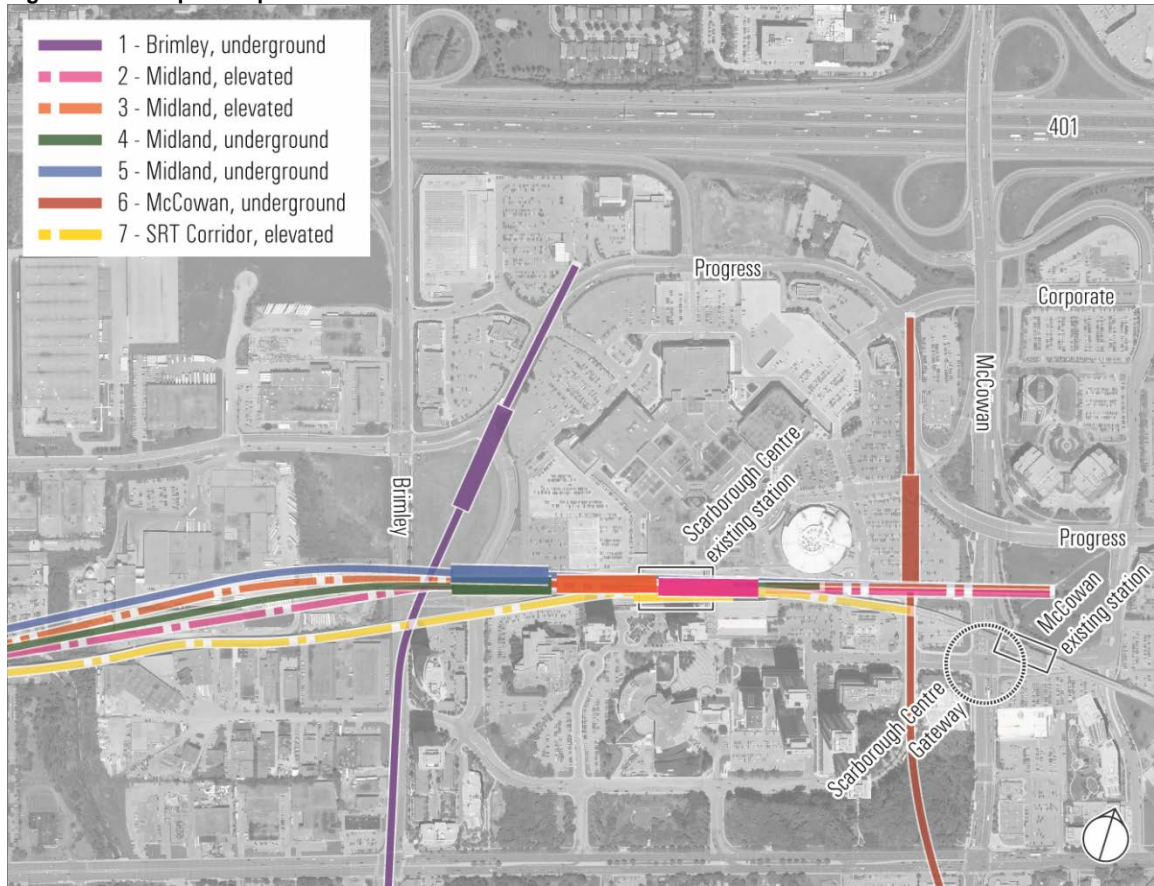 1 - Brimley, underground
2 - Midland, elevated
3 - Midland, elevated
4 - Midland, underground
5 - Midland, underground
6 - McCowan, underground
7 - SRT Corridor, elevated
401
Progress
Corporate
McCowan
Brimley
Scarborough Centre
existing station
Progress
McCowan
existing station
Scarborough Centre
Gateway